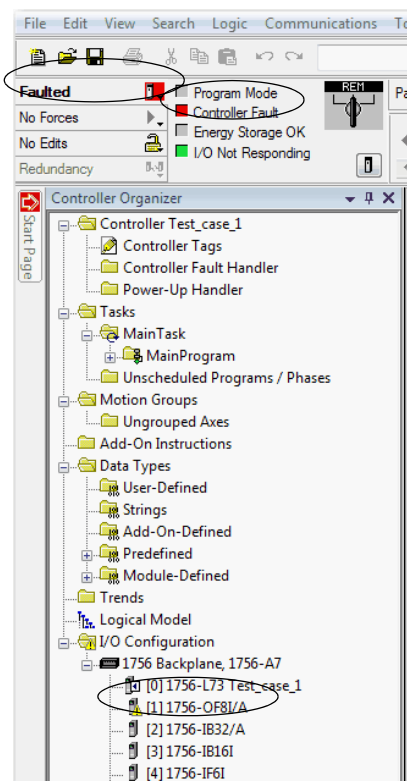 File Edit View Search Logic Communications To
Faulted
No Forces
No Edits
Redundancy
Program Mode
Controller Fault
Energy Storage OK
I/O Not Responding
REM
Pa
Start Page
Controller Organizer
Controller Test_case_1
Controller Tags
Controller Fault Handler
Power-Up Handler
Tasks
MainTask
MainProgram
Unscheduled Programs / Phases
Motion Groups
Ungrouped Axes
Add-On Instructions
Data Types
User-Defined
Strings
Add-On-Defined
Predefined
Module-Defined
Trends
Logical Model
I/O Configuration
1756 Backplane, 1756-A7
[0] 1756-L73 Test_case_1
[1] 1756-OF8I/A
[2] 1756-IB32/A
[3] 1756-IB16I
[4] 1756-IF6I